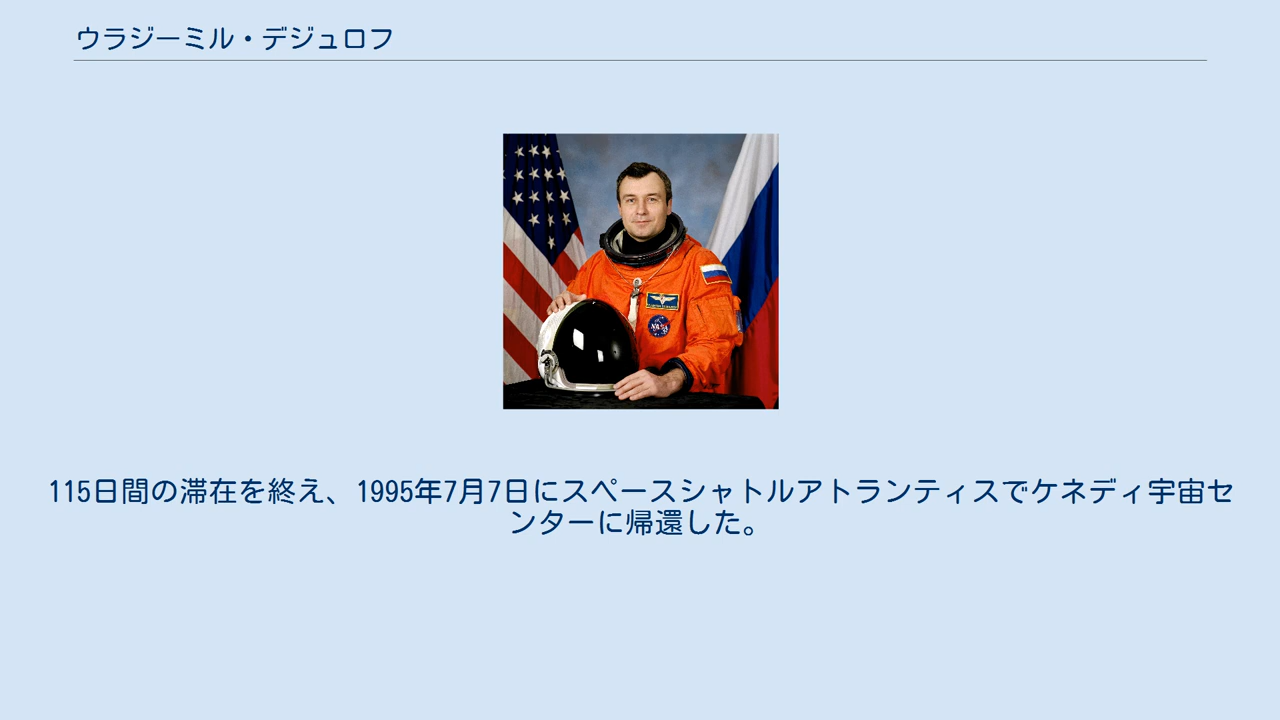 ウラジーミル・デジュロフ
NASA
115日間の滞在を終え、1995年7月7日にスペースシャトルアトランティスでケネディ宇宙セ
ンターに帰還した。